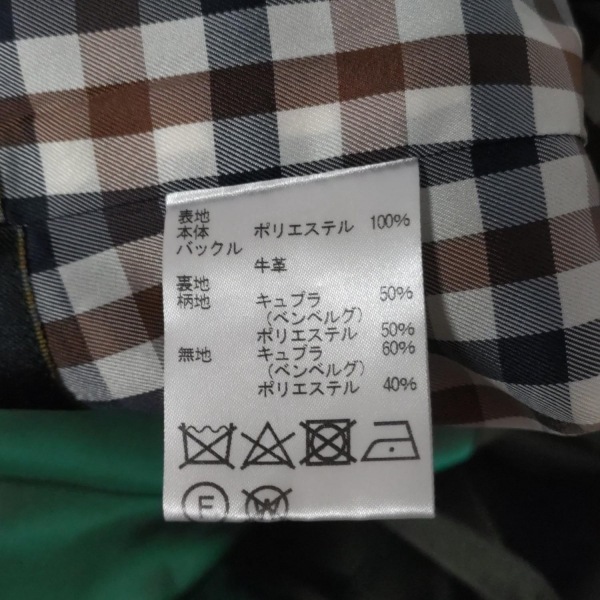 表地
本体 ポリエステル 100%
バックル
牛革
裏地
柄地 キュプラ 50%
(ベンベルグ)
ポリエステル 50%
無地 キュプラ 60%
(ベンベルグ)
ポリエステル 40%
F W